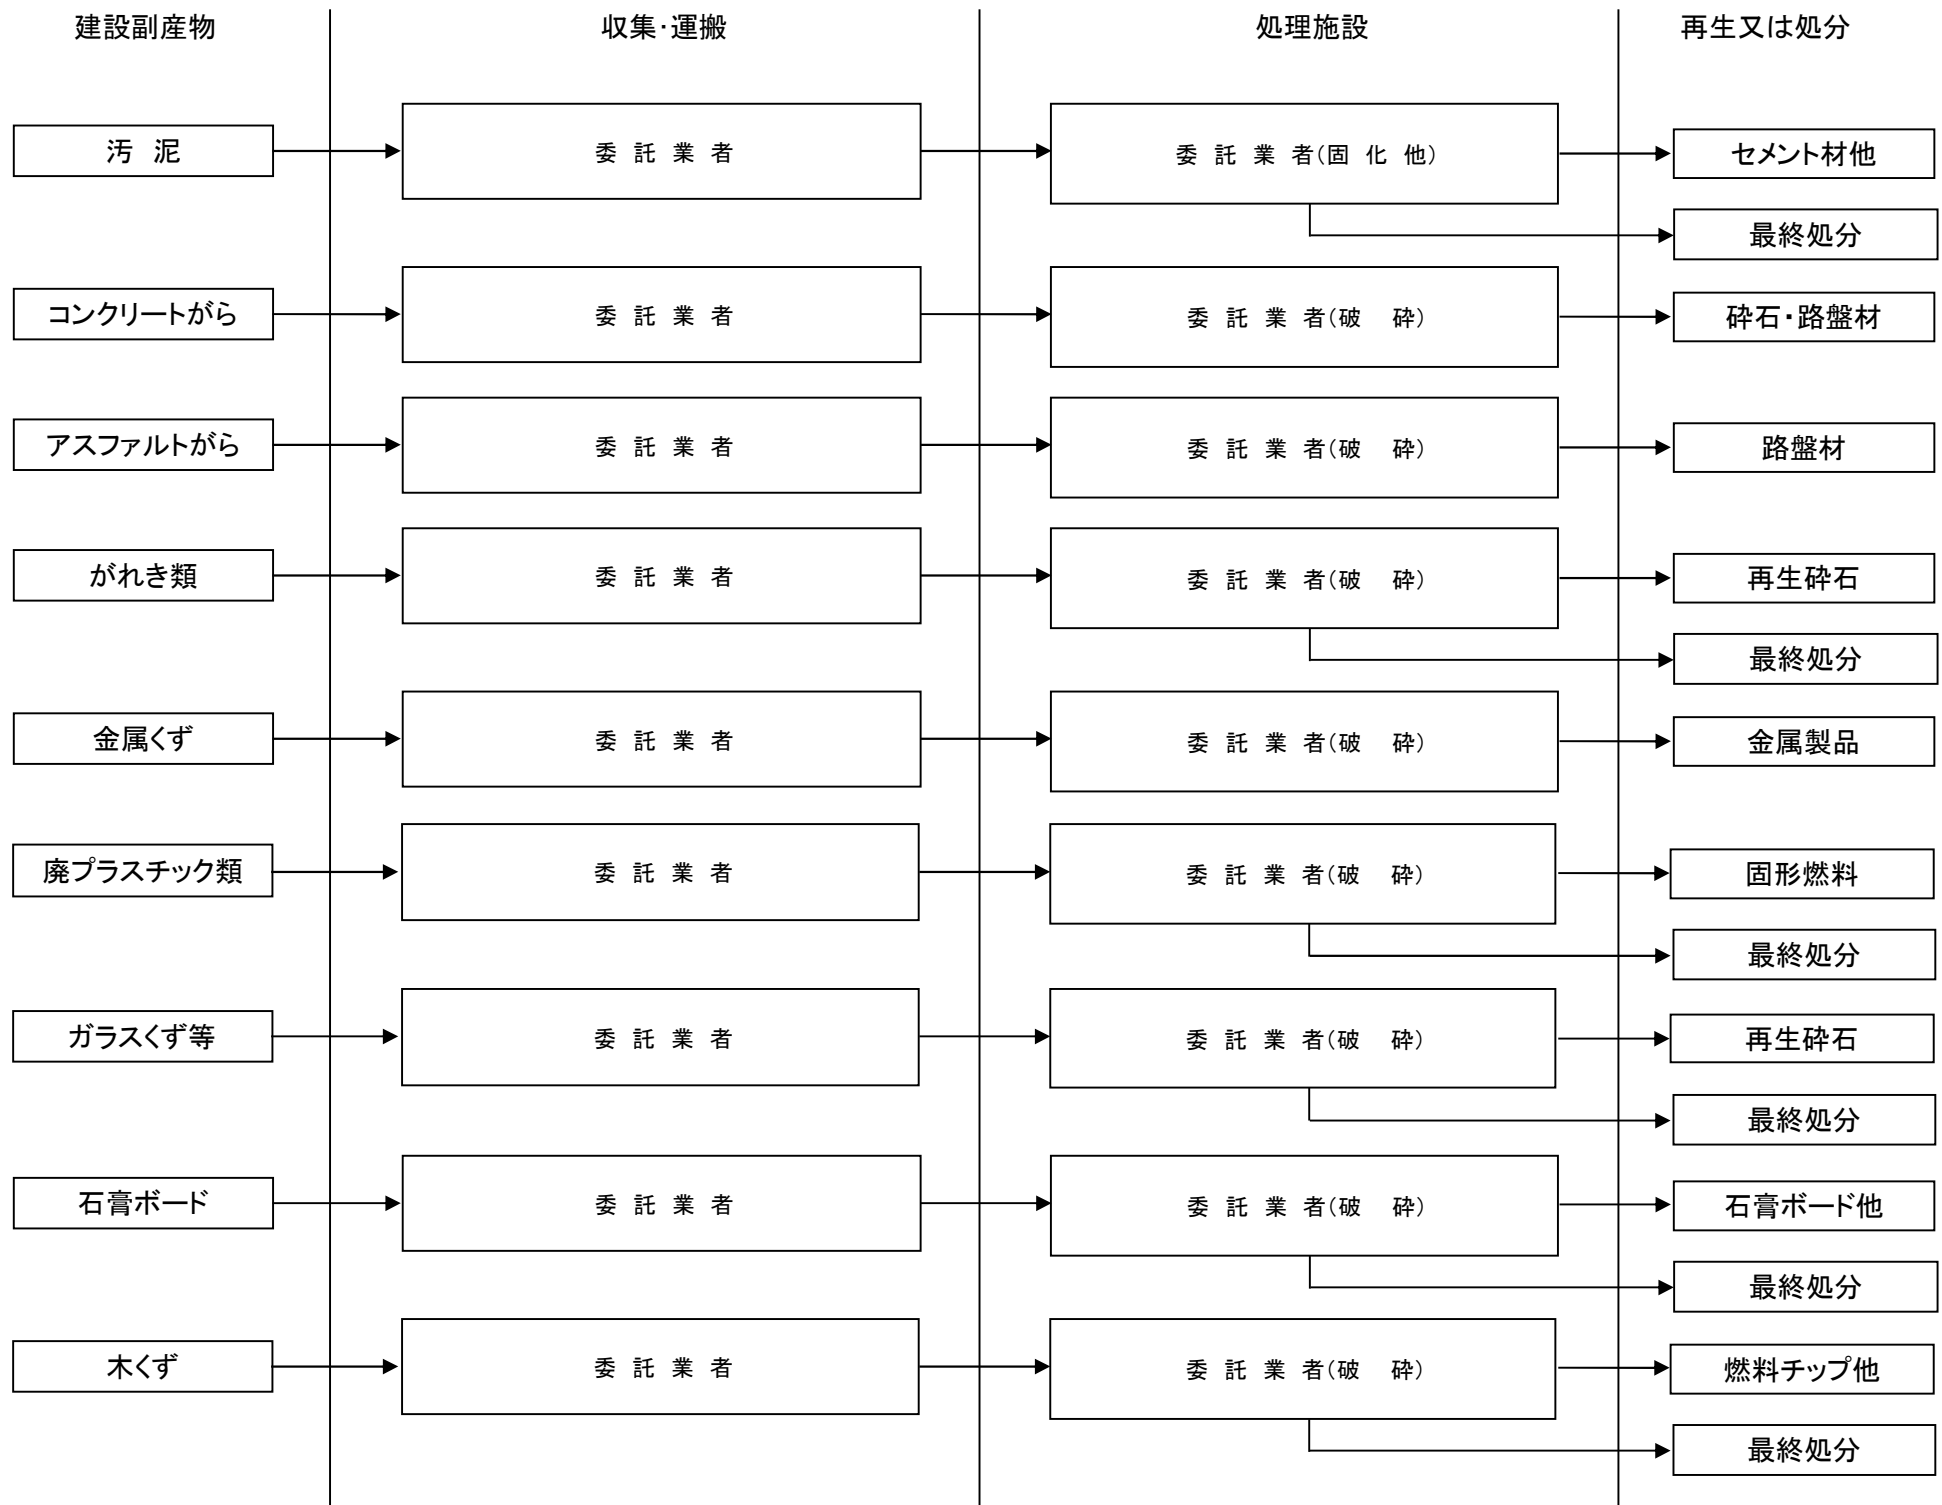 建設副産物 収集・運搬 処理施設 再生又は処分
汚 泥 委 託 業 者 委 託 業 者(固 化 他) セメント材他
最終処分
コンクリートがら 委 託 業 者 委 託 業 者(破 砕) 砕石・路盤材
アスファルトがら 委 託 業 者 委 託 業 者(破 砕) 路盤材
がれき類 委 託 業 者 委 託 業 者(破 砕) 再生砕石
最終処分
金属くず 委 託 業 者 委 託 業 者(破 砕) 金属製品
廃プラスチック類 委 託 業 者 委 託 業 者(破 砕) 固形燃料
最終処分
ガラスくず等 委 託 業 者 委 託 業 者(破 砕) 再生砕石
最終処分
石膏ボード 委 託 業 者 委 託 業 者(破 砕) 石膏ボード他
最終処分
木くず 委 託 業 者 委 託 業 者(破 砕) 燃料チップ他
最終処分